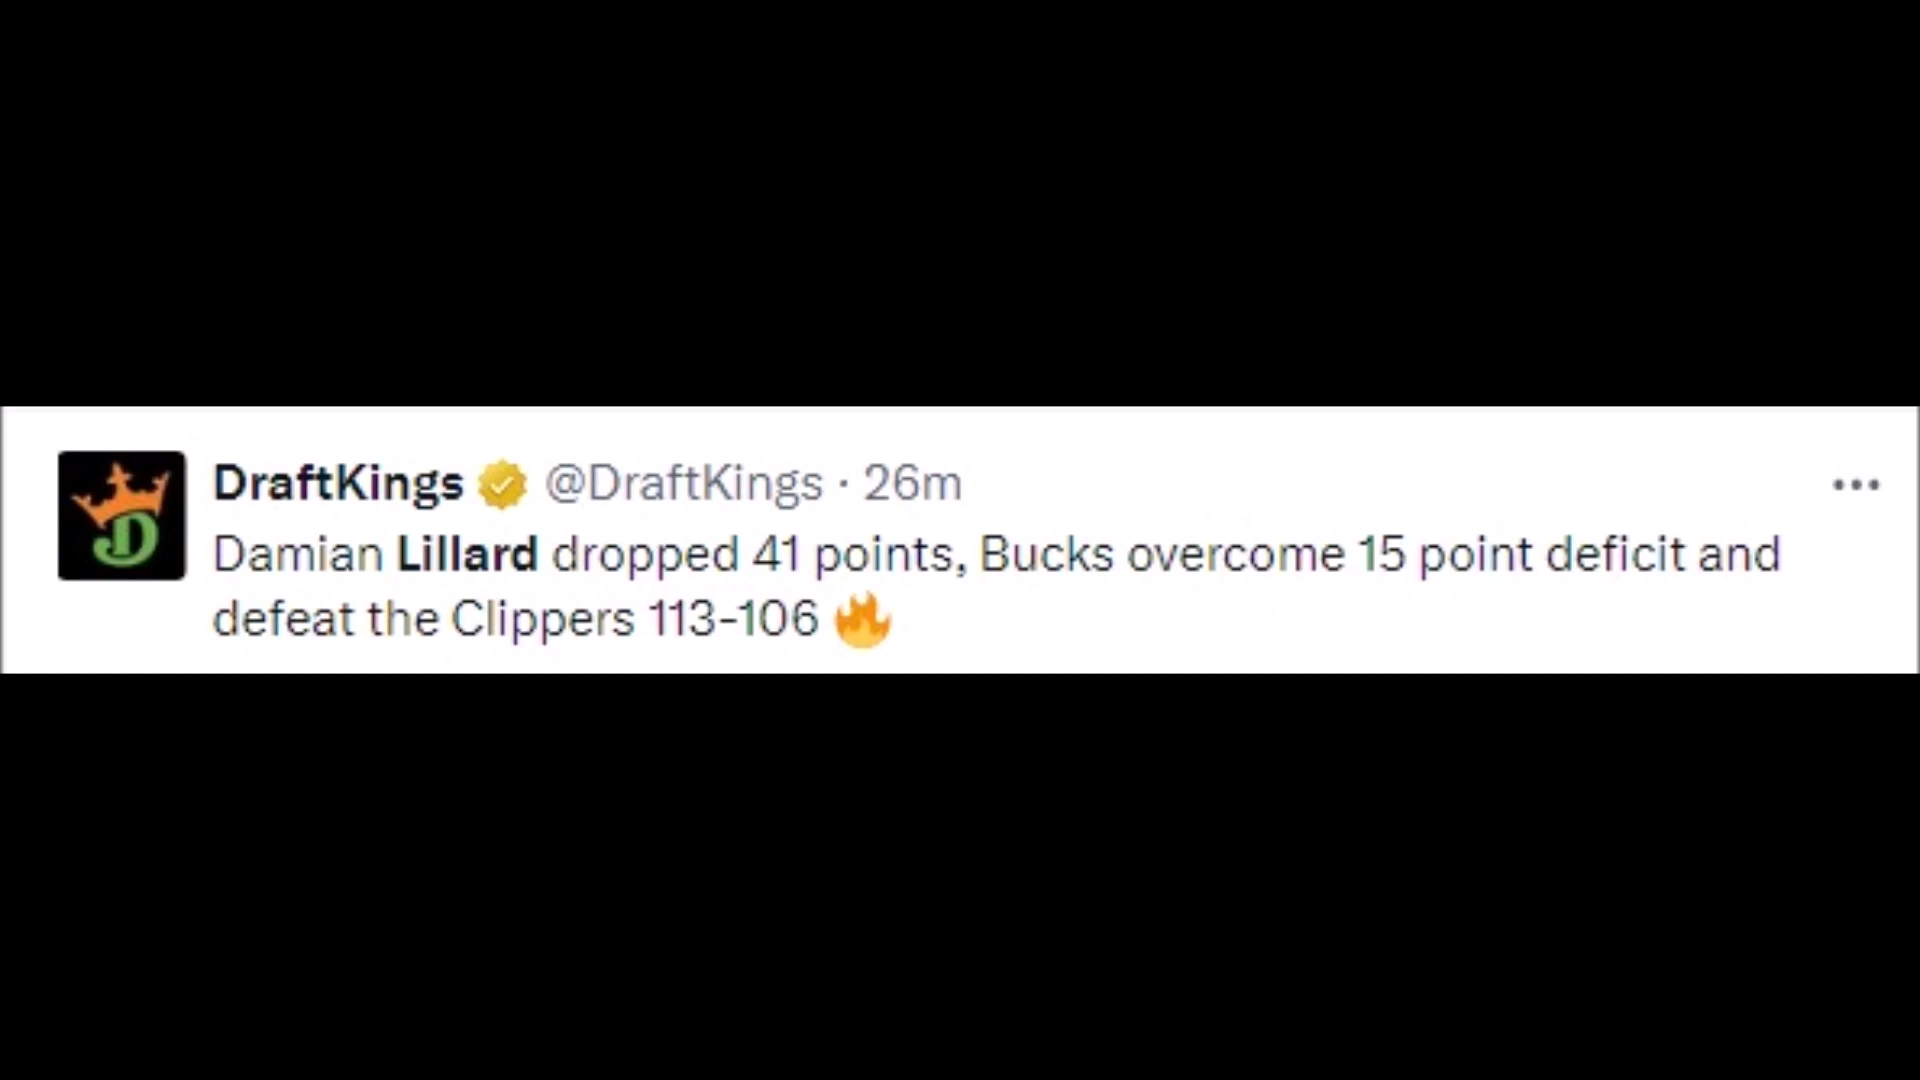 DraftKings @DraftKings · 26m
Damian Lillard dropped 41 points, Bucks overcome 15 point deficit and
defeat the Clippers 113-106 🔥